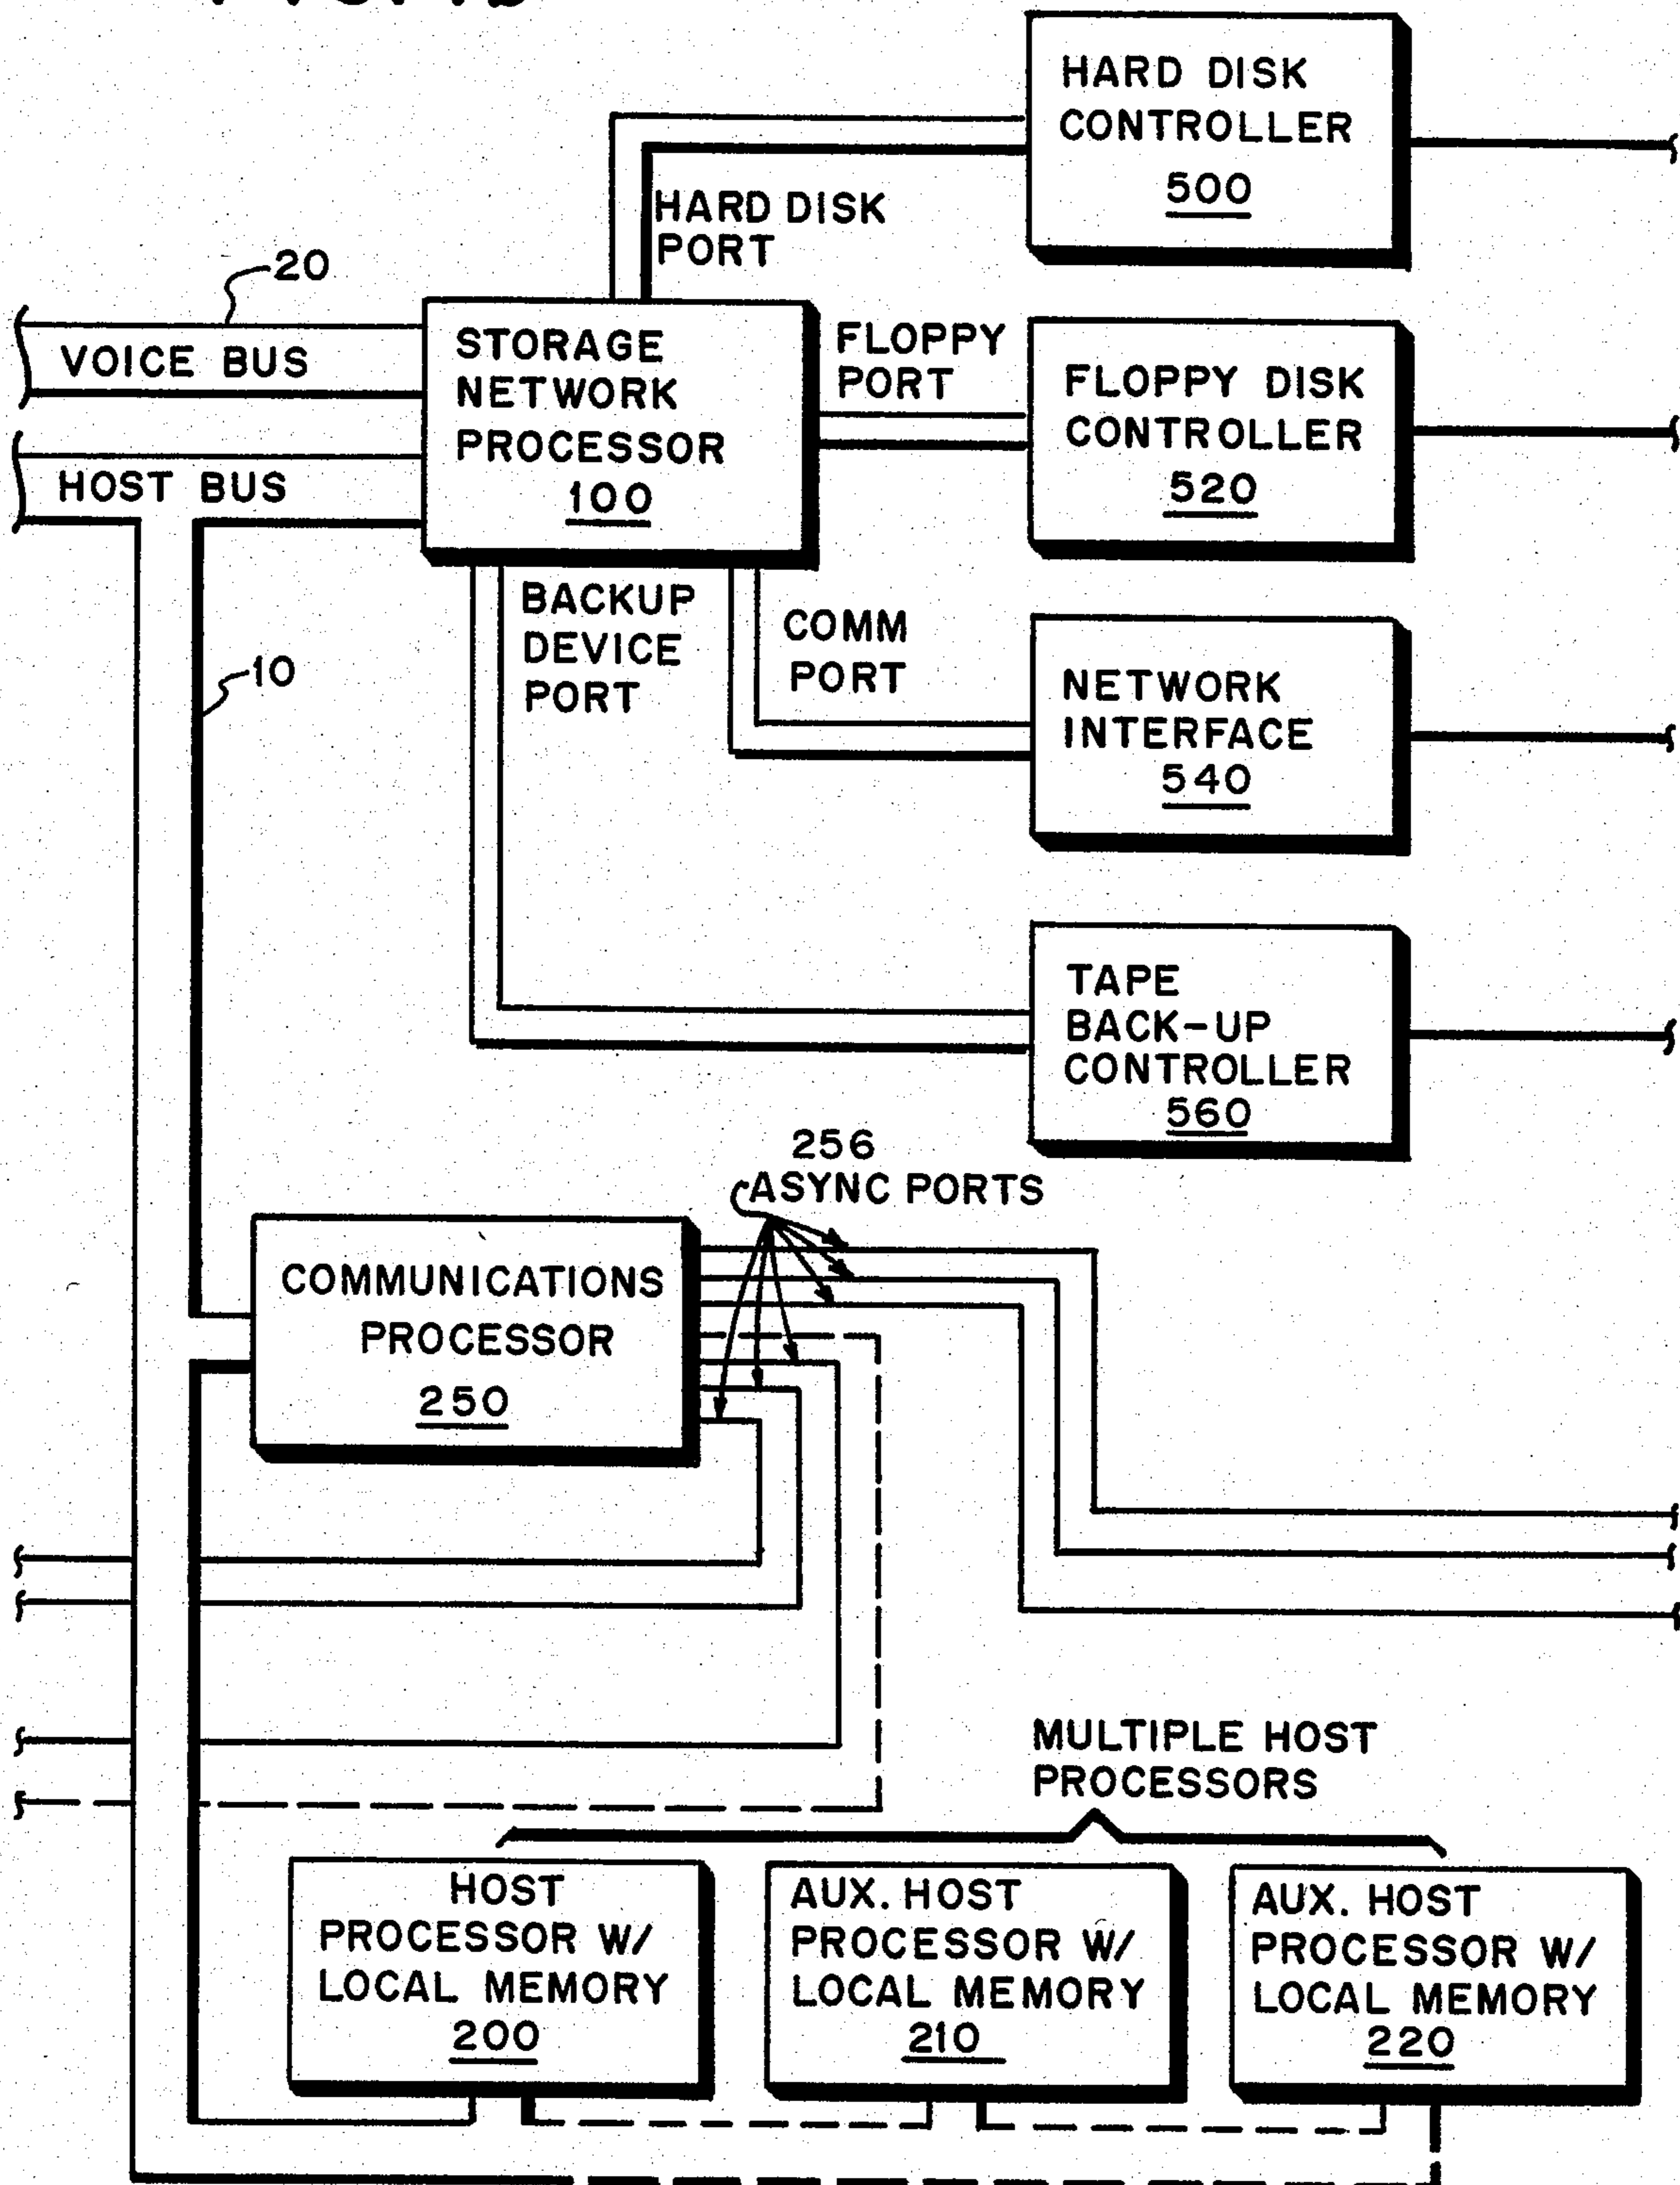 HARD DISK
CONTROLLER
500
HARD DISK
PORT
20
VOICE BUS
STORAGE
NETWORK
PROCESSOR
100
FLOPPY
PORT
FLOPPY DISK
CONTROLLER
520
HOST BUS
BACKUP
DEVICE
PORT
COMM
PORT
10
NETWORK
INTERFACE
540
TAPE
BACK-UP
CONTROLLER
560
256
ASYNC PORTS
COMMUNICATIONS
PROCESSOR
250
MULTIPLE HOST
PROCESSORS
HOST
PROCESSOR W/
LOCAL MEMORY
200
AUX. HOST
PROCESSOR W/
LOCAL MEMORY
210
AUX. HOST
PROCESSOR W/
LOCAL MEMORY
220